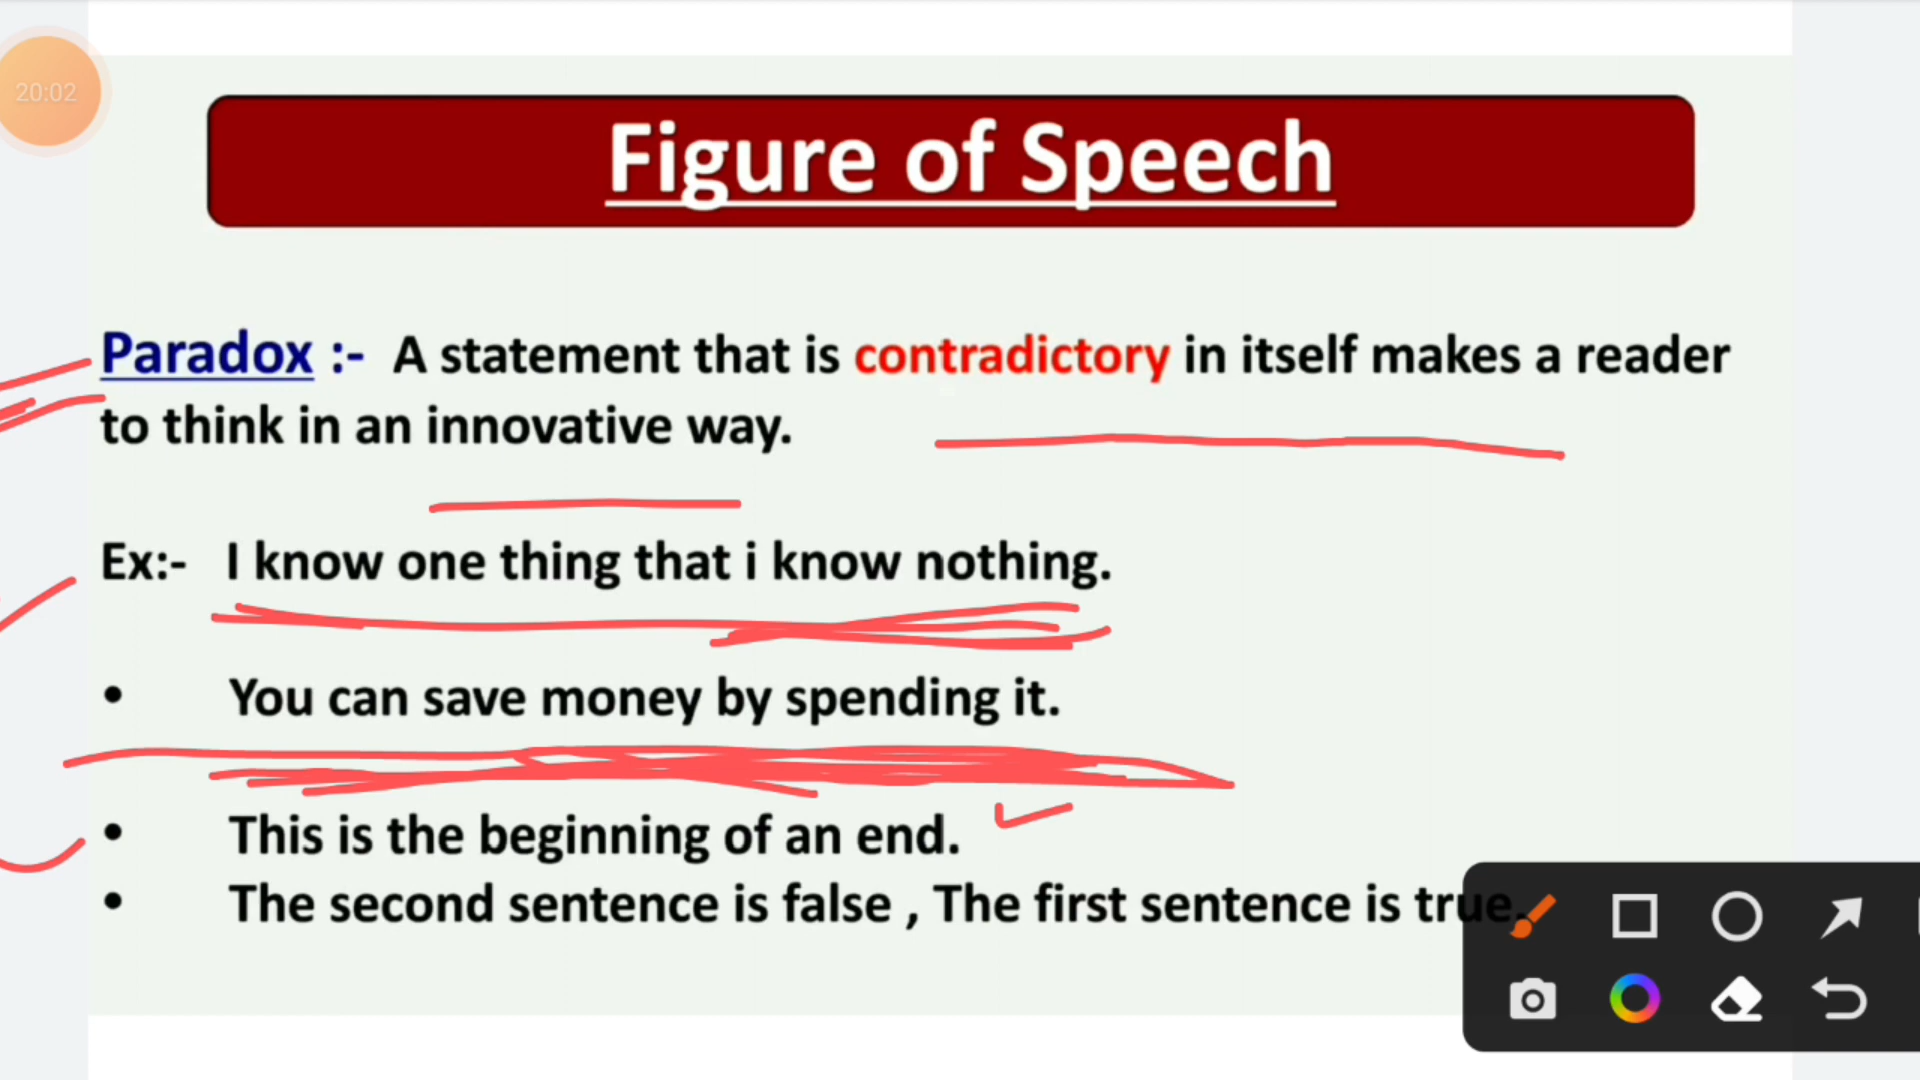 20:02
Figure of Speech
Paradox :- A statement that is contradictory in itself makes a reader
to think in an innovative way.
Ex:- I know one thing that i know nothing.
• You can save money by spending it.
• This is the beginning of an end.
• The second sentence is false , The first sentence is true.